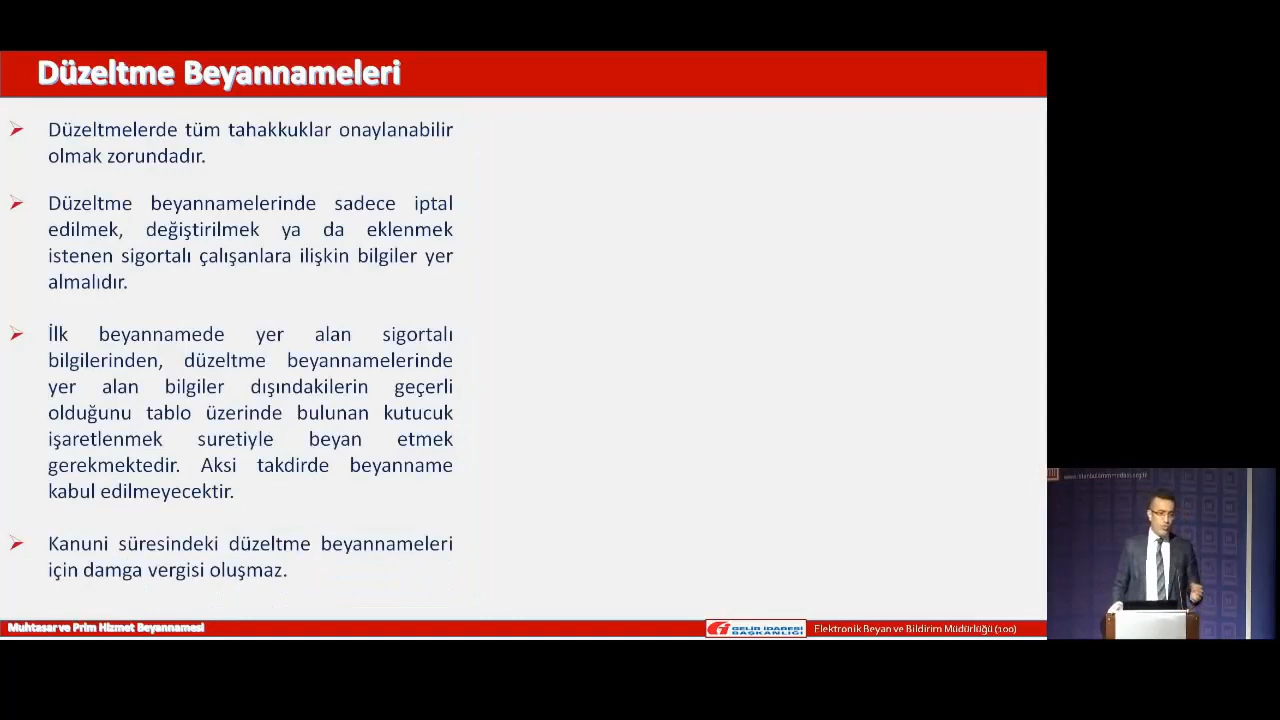 Düzeltme Beyannameleri
Düzeltmelerde tüm tahakkuklar onaylanabilir
olmak zorundadır.
Düzeltme beyannamelerinde sadece iptal
edilmek, değiştirilmek ya da eklenmek
istenen sigortalı çalışanlara ilişkin bilgiler yer
almalıdır.
İlk beyannamede yer alan sigortalı
bilgilerinden, düzeltme beyannamelerinde
yer alan bilgiler dışındakilerin geçerli
olduğunu tablo üzerinde bulunan kutucuk
işaretlenmek suretiyle beyan etmek
gerekmektedir. Aksi takdirde beyanname
kabul edilmeyecektir.
Kanuni süresindeki düzeltme beyannameleri
için damga vergisi oluşmaz.
Muhtasar ve Prim Hizmet Beyannamesi
GELİR İDARESİ
BAŞKANLIĞI
Elektronik Beyan ve Bildirim Müdürlüğü (100)